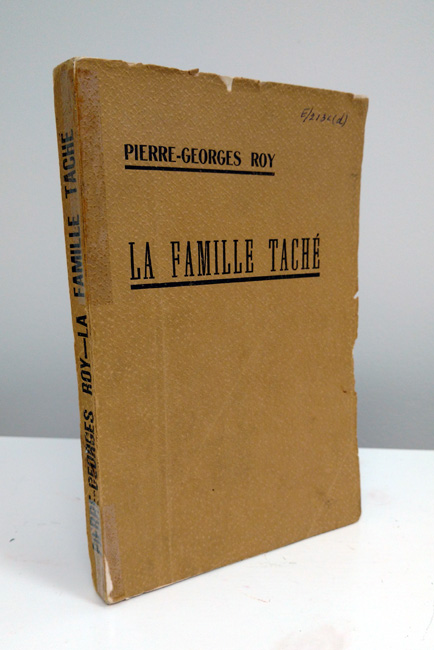 PIERRE-GEORGES ROY
LA FAMILLE TACHÉ
PIERRE-GEORGES ROY—LA FAMILLE TACHÉ